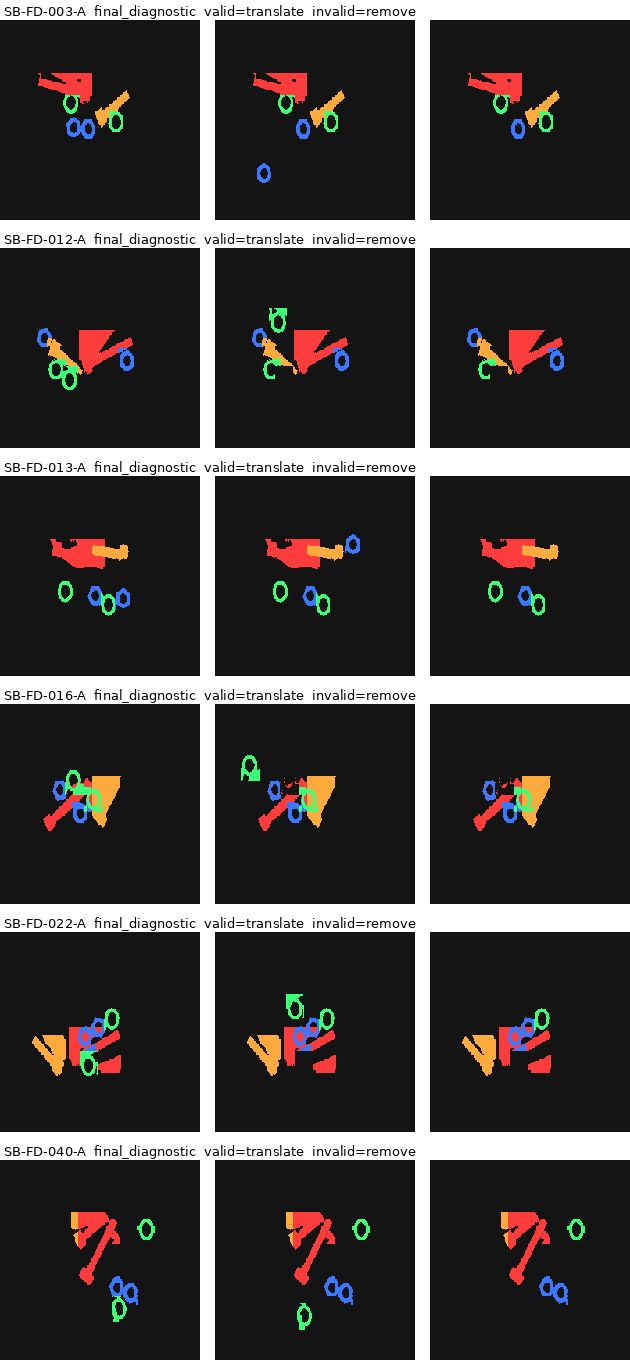 SB-FD-003-A final_diagnostic valid=translate invalid=remove
SB-FD-012-A final_diagnostic valid=translate invalid=remove
SB-FD-013-A final_diagnostic valid=translate invalid=remove
SB-FD-016-A final_diagnostic valid=translate invalid=remove
SB-FD-022-A final_diagnostic valid=translate invalid=remove
SB-FD-040-A final_diagnostic valid=translate invalid=remove